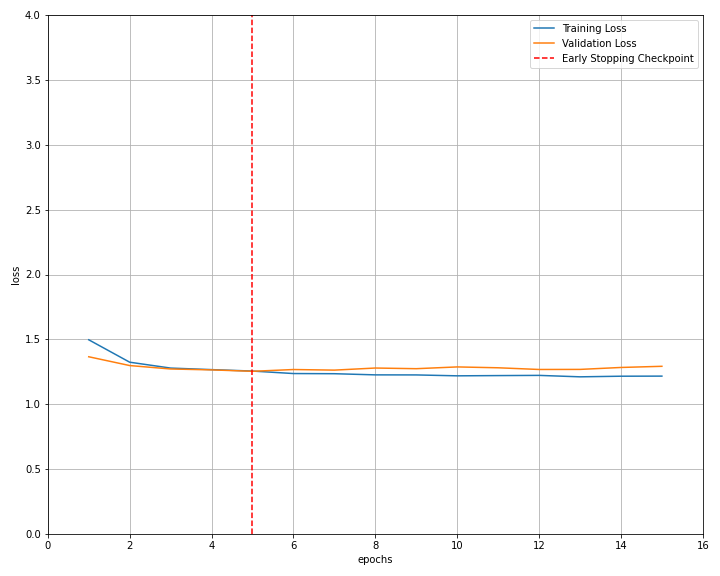 4.0
3.5
3.0
2.5
2.0
1.5
1.0
0.5
0.0
loss
Training Loss
Validation Loss
Early Stopping Checkpoint
0 2 4 6 8 10 12 14 16
epochs